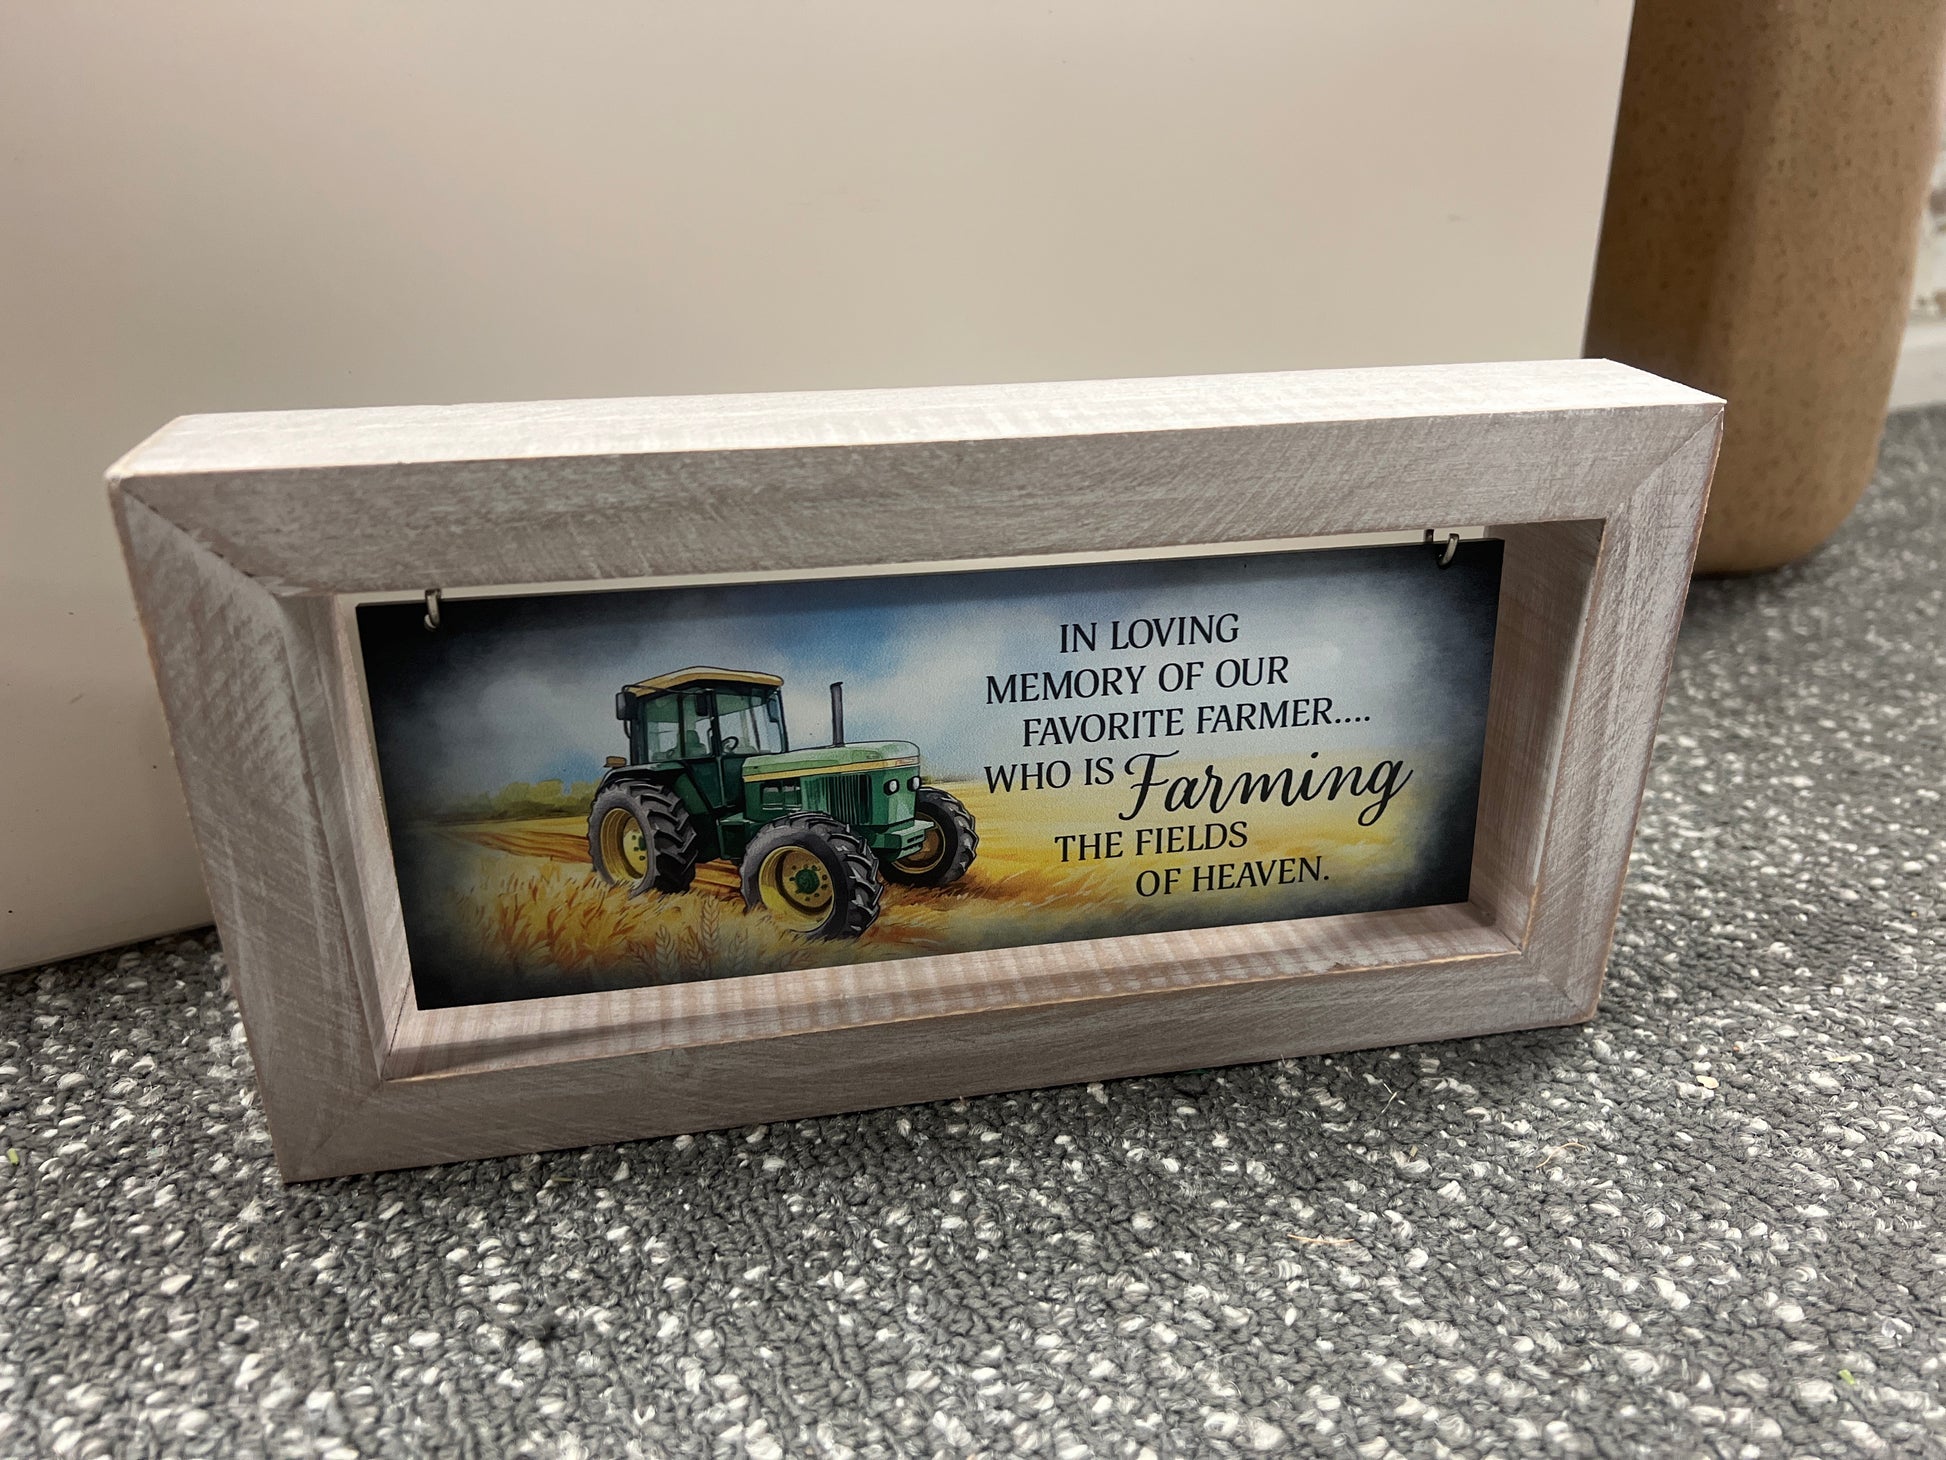 IN LOVING
MEMORY OF OUR
FAVORITE FARMER....
WHO IS Farming
THE FIELDS
OF HEAVEN.